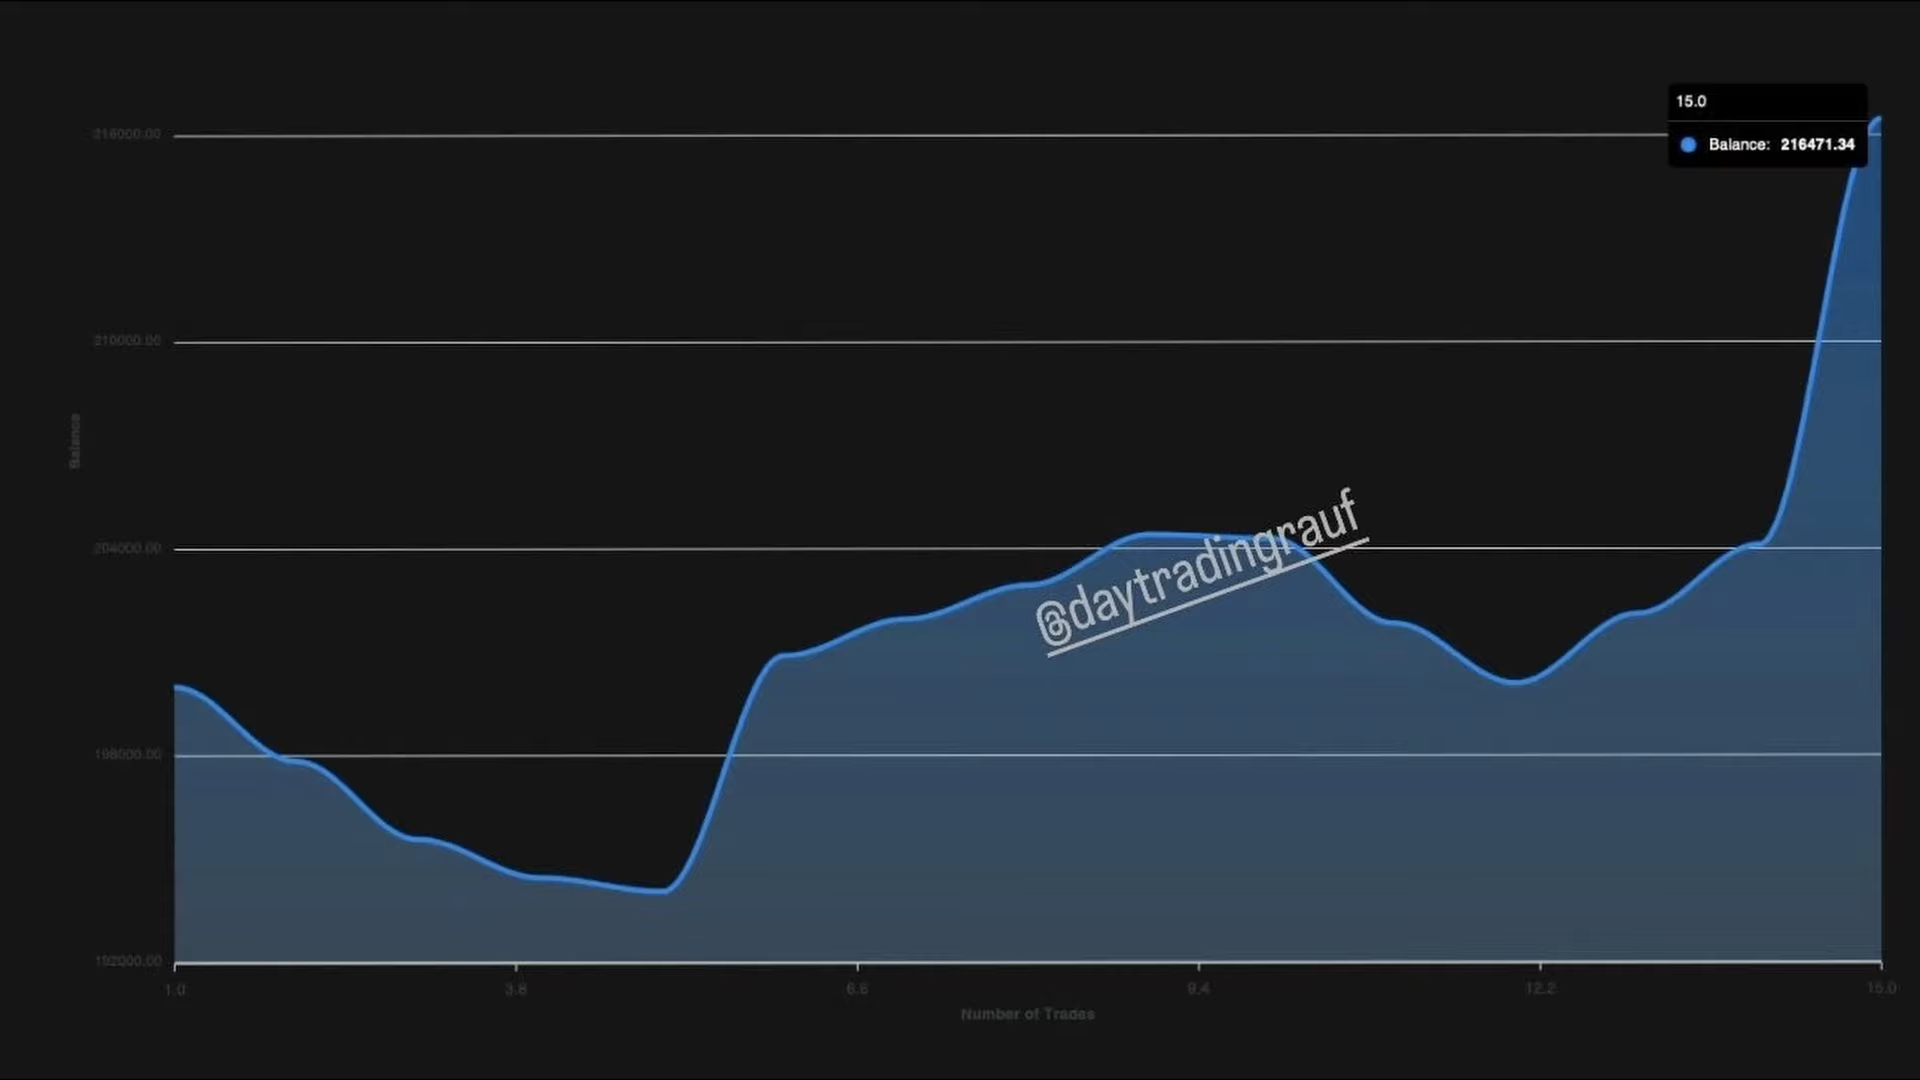 15.0
Balance: 216471.34
216000.00
210000.00
204000.00
198000.00
192000.00
Balance
@daytradingrauf
1.0 3.8 6.6 9.4 12.2 15.0
Number of Trades